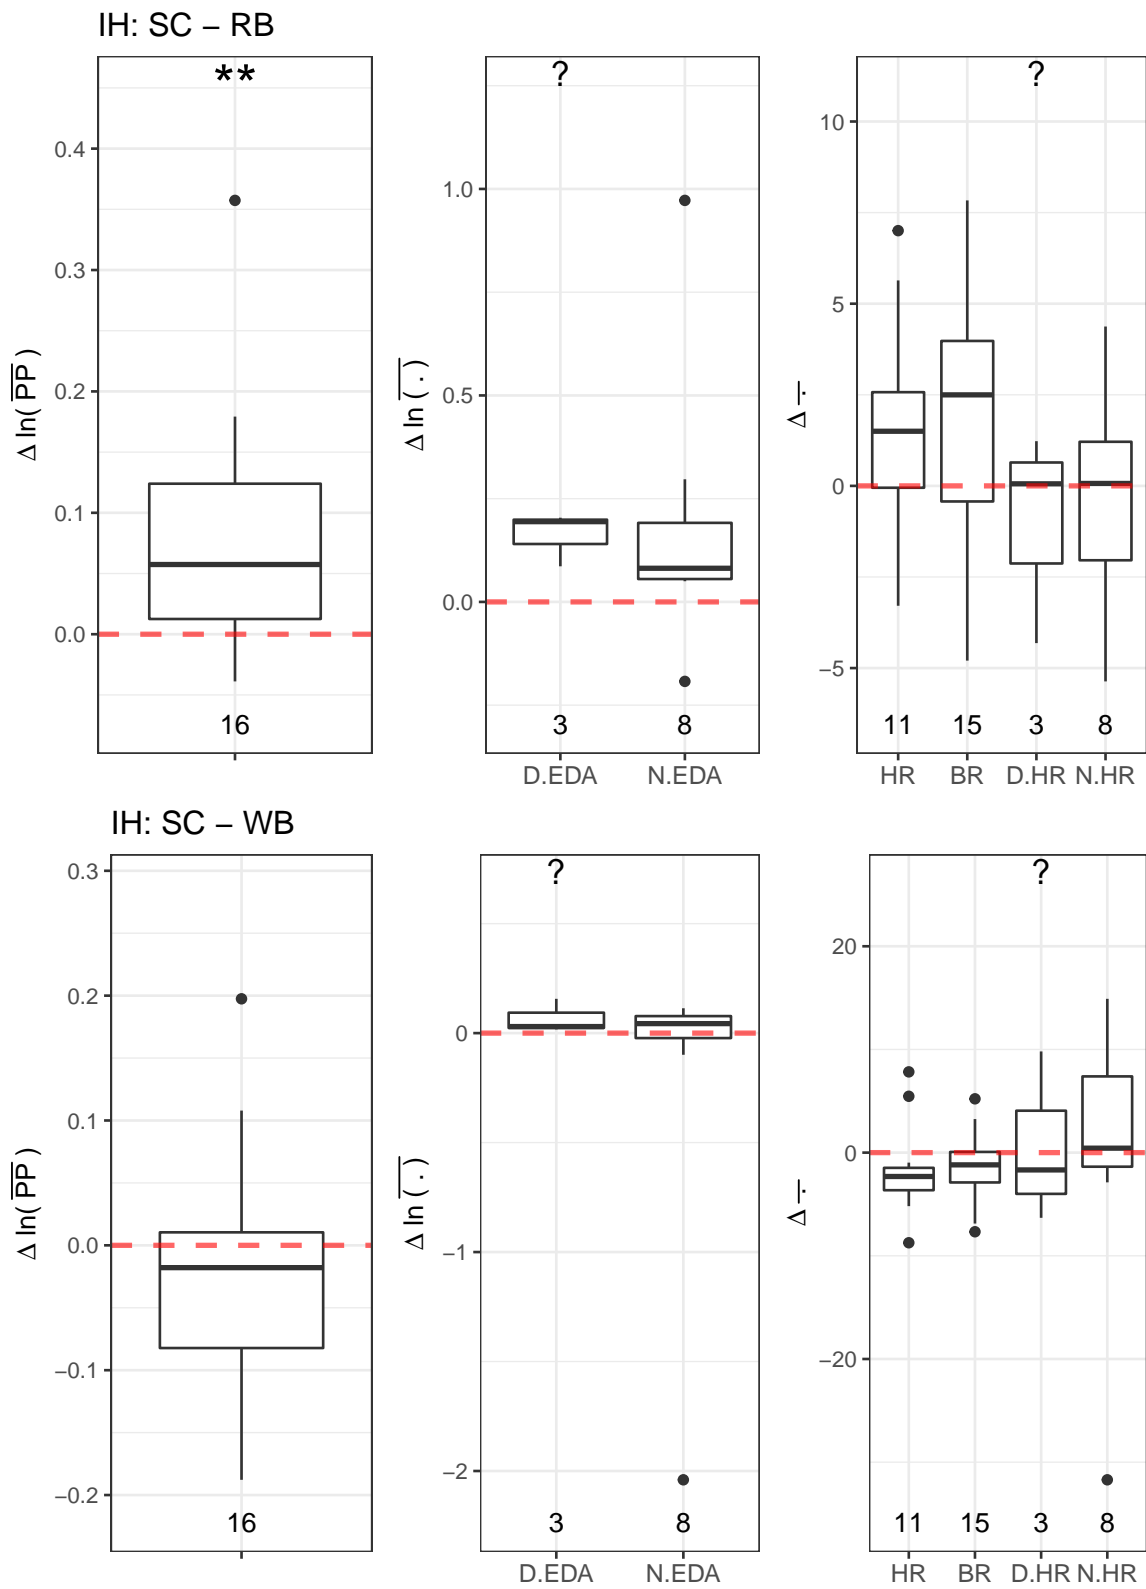 IH: SC – RB
**
0.4
0.3
0.2
0.1
0.0
Δ ln( PP )
16
?
1.0
0.5
0.0
Δ ln ( . )
3 8
D.EDA N.EDA
?
10
5
0
−5
Δ .
11 15 3 8
HR BR D.HR N.HR
IH: SC – WB
0.3
0.2
0.1
0.0
−0.1
−0.2
Δ ln( PP )
16
?
0
−1
−2
Δ ln ( . )
3 8
D.EDA N.EDA
?
20
0
−20
Δ .
11 15 3 8
HR BR D.HR N.HR